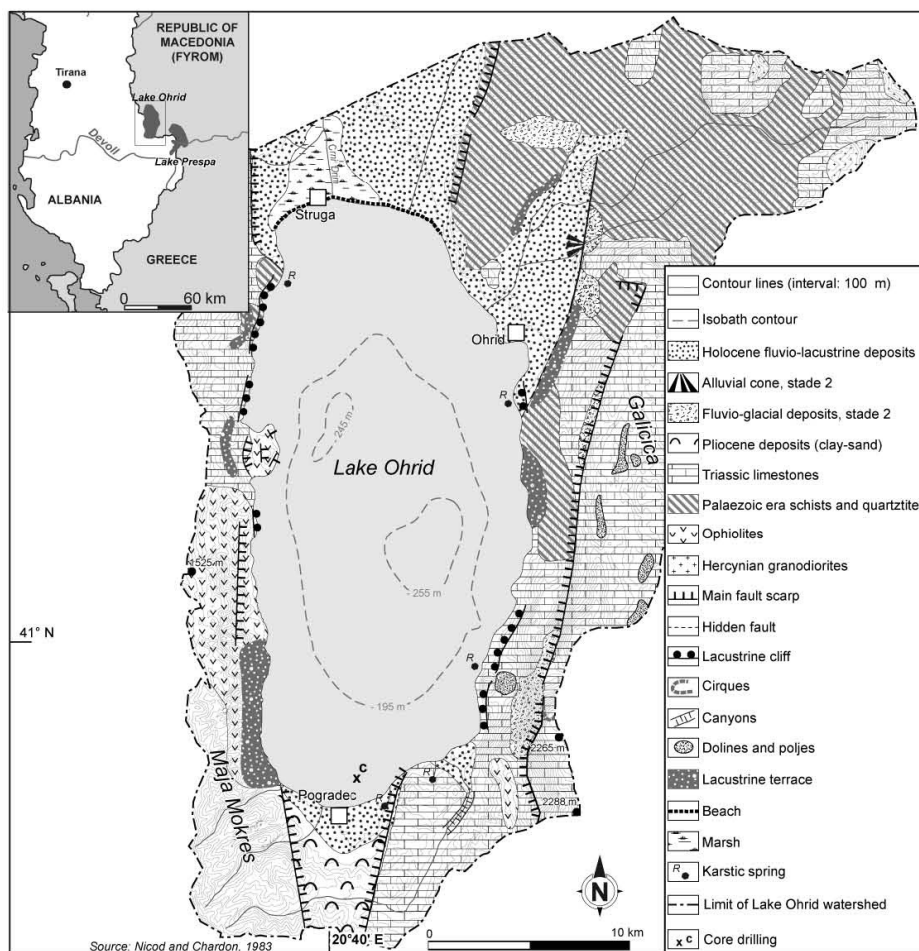 REPUBLIC OF
MACEDONIA
(FYROM)
Tirana
Lake Ohrid
Devoll
Lake Prespa
ALBANIA
GREECE
0 60 km
Struga
R
Ohrid
R
Galicica
- 245 m -
Lake Ohrid
- 255 m -
1525 m
41° N
R
- 195 m -
2265 m
Maja Mokres
C
R
Pogradec
R
2288 m
N
20°40' E
0 10 km
Source: Nicod and Chardon, 1983
Contour lines (interval: 100 m)
Isobath contour
Holocene fluvio-lacustrine deposits
Alluvial cone, stade 2
Fluvio-glacial deposits, stade 2
Pliocene deposits (clay-sand)
Triassic limestones
Palaezoic era schists and quartztite
Ophiolites
Hercynian granodiorites
Main fault scarp
Hidden fault
Lacustrine cliff
Cirques
Canyons
Dolines and poljes
Lacustrine terrace
Beach
Marsh
R
Karstic spring
Limit of Lake Ohrid watershed
C
Core drilling